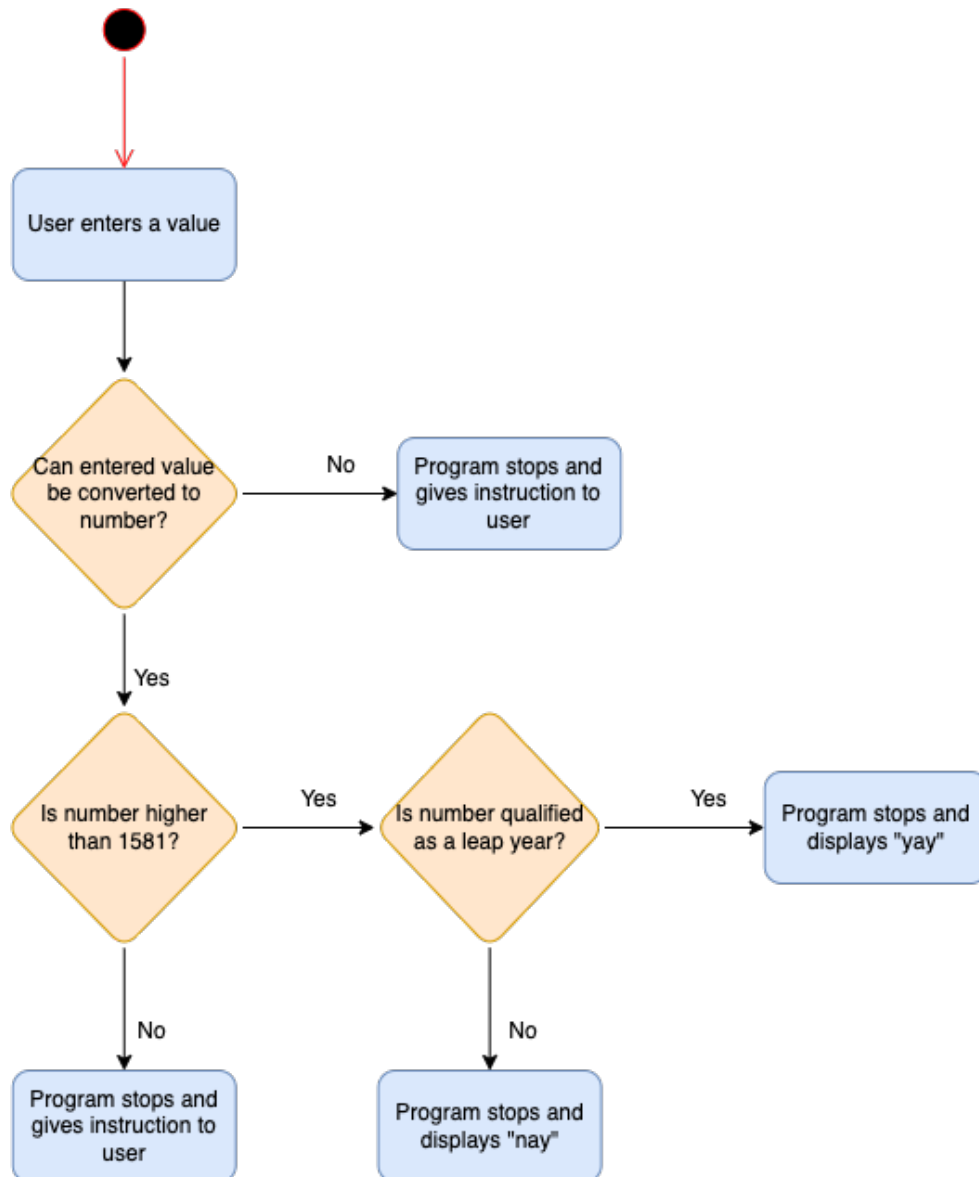 User enters a value
Can entered value
be converted to
number?
No
Program stops and
gives instruction to
user
Yes
Is number higher
than 1581?
Yes
Is number qualified
as a leap year?
Yes
Program stops and
displays "yay"
No
Program stops and
gives instruction to
user
No
Program stops and
displays "nay"